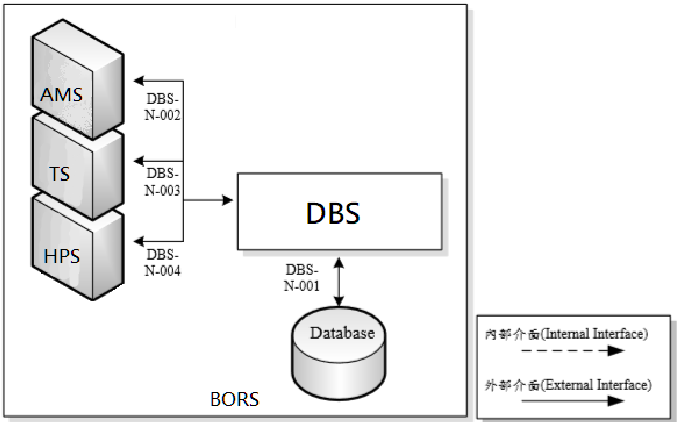 AMS
DBS-
N-002
TS
DBS-
N-003
HPS
DBS-
N-004
DBS
DBS-
N-001
Database
BORS
內部介面(Internal Interface)
外部介面(External Interface)